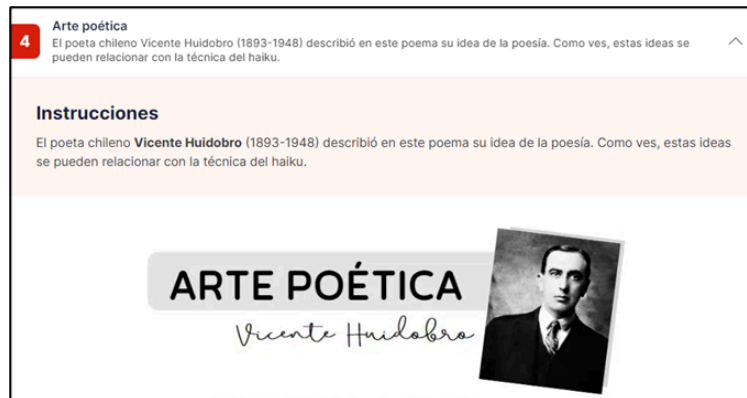 4
Arte poética
El poeta chileno Vicente Huidobro (1893-1948) describió en este poema su idea de la poesía. Como ves, estas ideas se
pueden relacionar con la técnica del haiku.
Instrucciones
El poeta chileno Vicente Huidobro (1893-1948) describió en este poema su idea de la poesía. Como ves, estas ideas
se pueden relacionar con la técnica del haiku.
ARTE POÉTICA
Vicente Huidobro